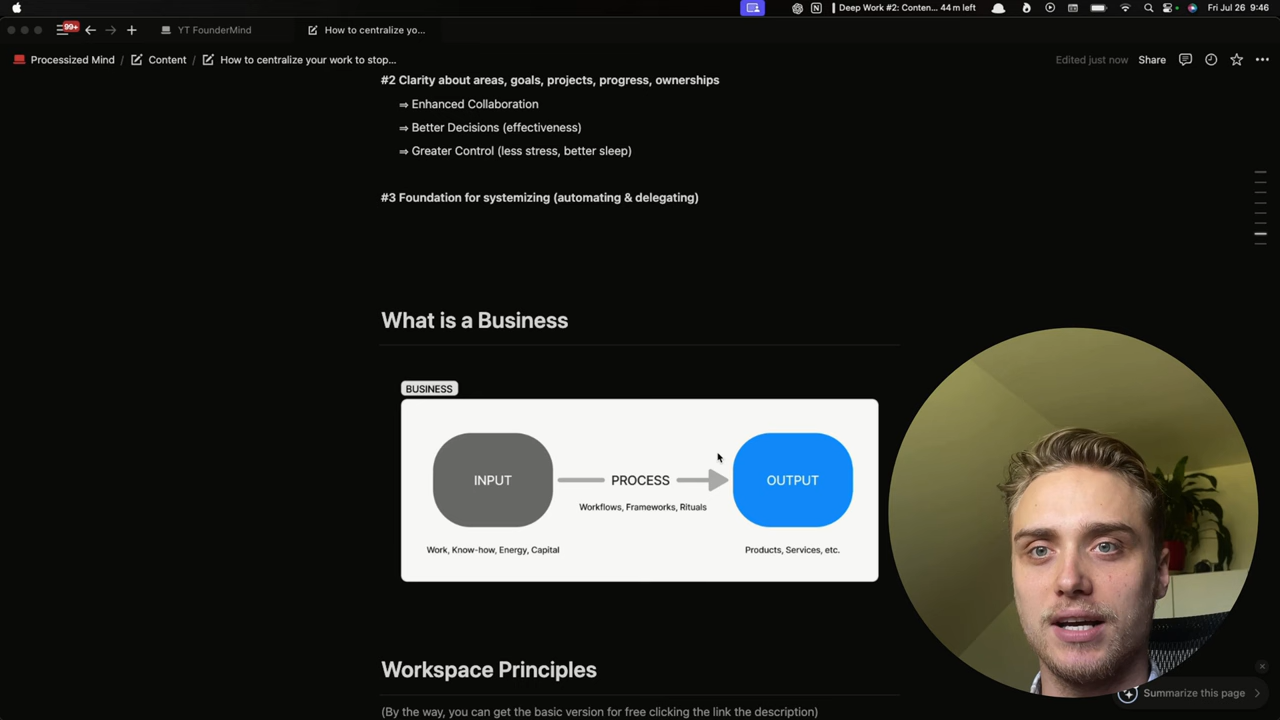 Deep Work #2: Conten... 44 m left
Fri Jul 26 9:46
99+
YT FounderMind
How to centralize yo...
Processized Mind / Content / How to centralize your work to stop...
Edited just now
Share
#2 Clarity about areas, goals, projects, progress, ownerships
⇒ Enhanced Collaboration
⇒ Better Decisions (effectiveness)
⇒ Greater Control (less stress, better sleep)
#3 Foundation for systemizing (automating & delegating)
What is a Business
BUSINESS
INPUT
PROCESS
OUTPUT
Workflows, Frameworks, Rituals
Work, Know-how, Energy, Capital
Products, Services, etc.
Workspace Principles
Summarize this page
(By the way, you can get the basic version for free clicking the link the description)